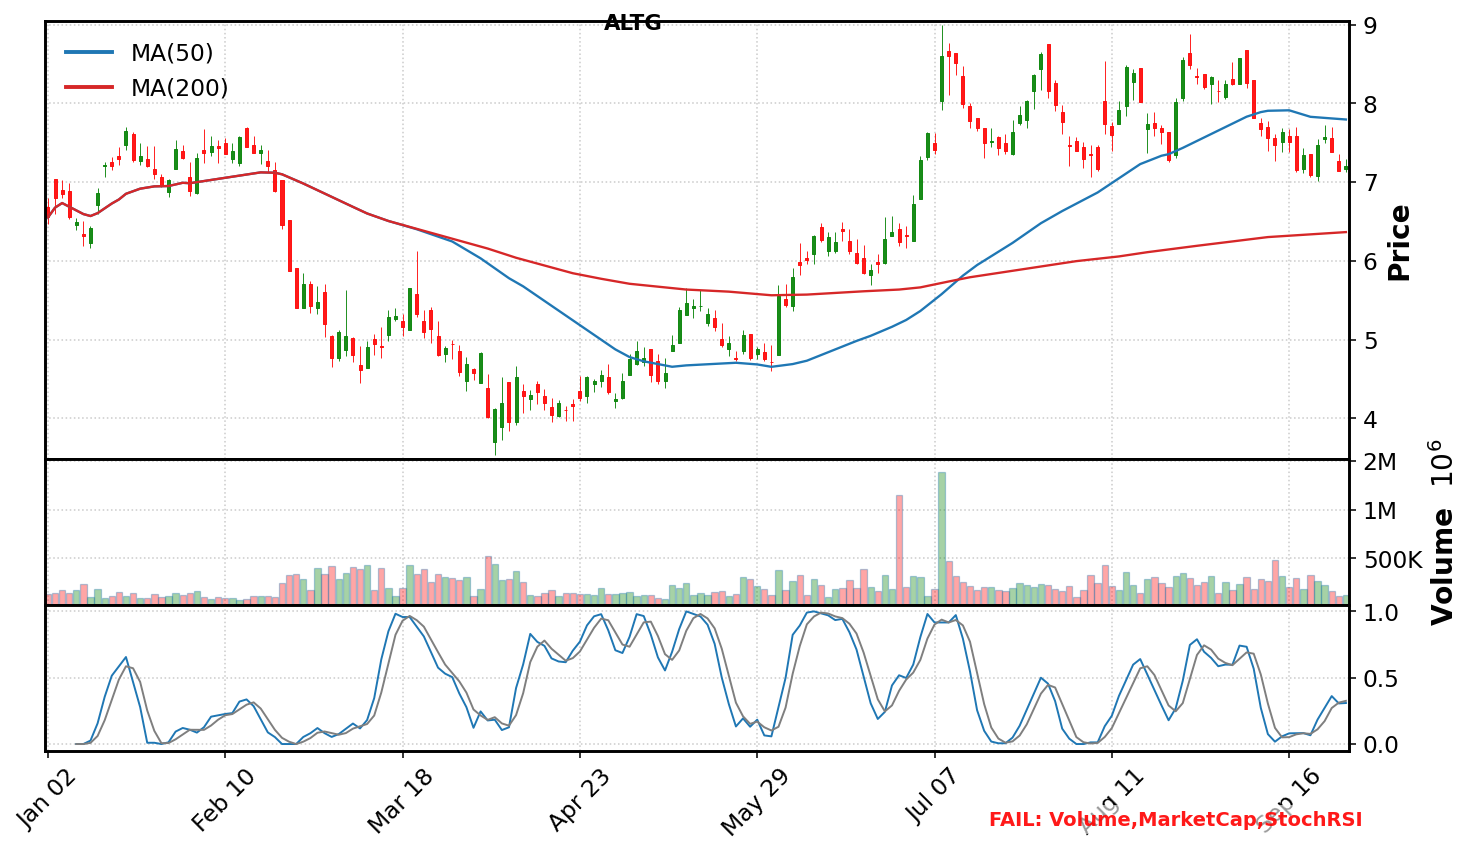 ALTG
MA(50)
MA(200)
9
8
7
6
5
4
Price
2M
1M
500K
Volume 10⁶
1.0
0.5
0.0
Jan 02
Feb 10
Mar 18
Apr 23
May 29
Jul 07
Aug 11
Sep 16
FAIL: Volume,MarketCap,StochRSI